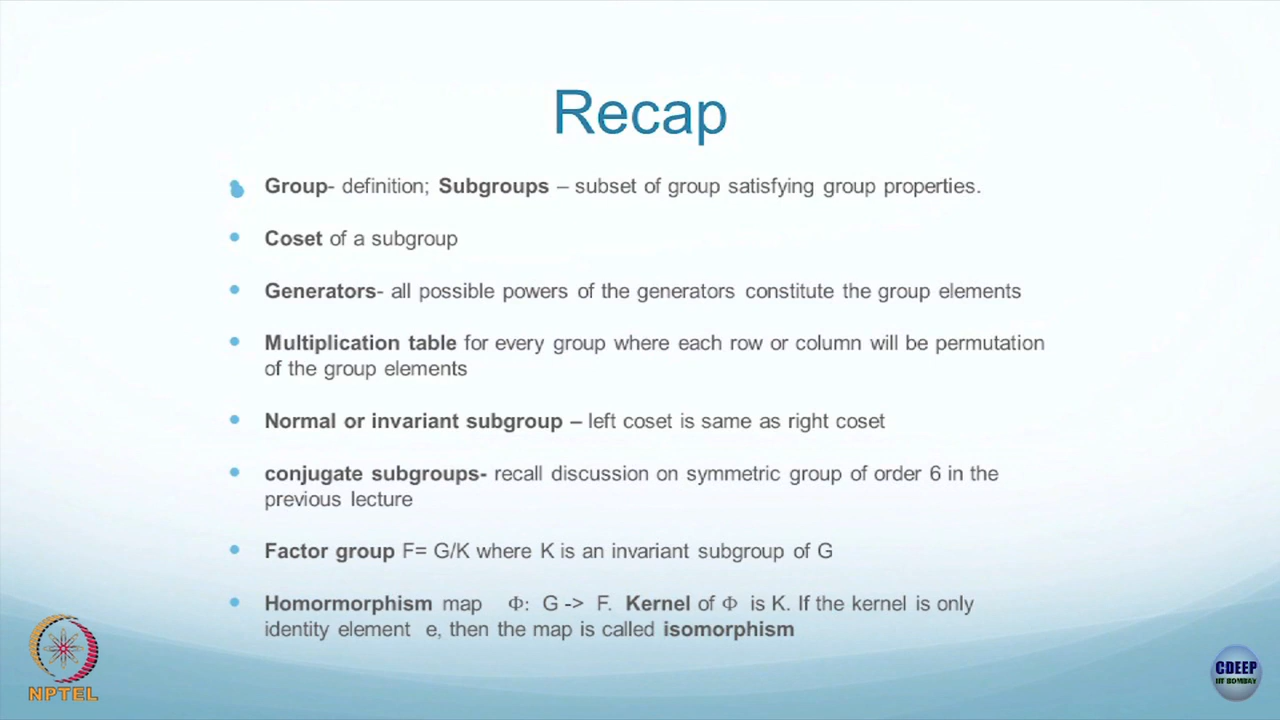 Recap
Group- definition; Subgroups – subset of group satisfying group properties.
Coset of a subgroup
Generators- all possible powers of the generators constitute the group elements
Multiplication table for every group where each row or column will be permutation
of the group elements
Normal or invariant subgroup – left coset is same as right coset
conjugate subgroups- recall discussion on symmetric group of order 6 in the
previous lecture
Factor group F= G/K where K is an invariant subgroup of G
Homormorphism map Φ: G -> F. Kernel of Φ is K. If the kernel is only
identity element e, then the map is called isomorphism
NPTEL
CDEEP
IIT BOMBAY